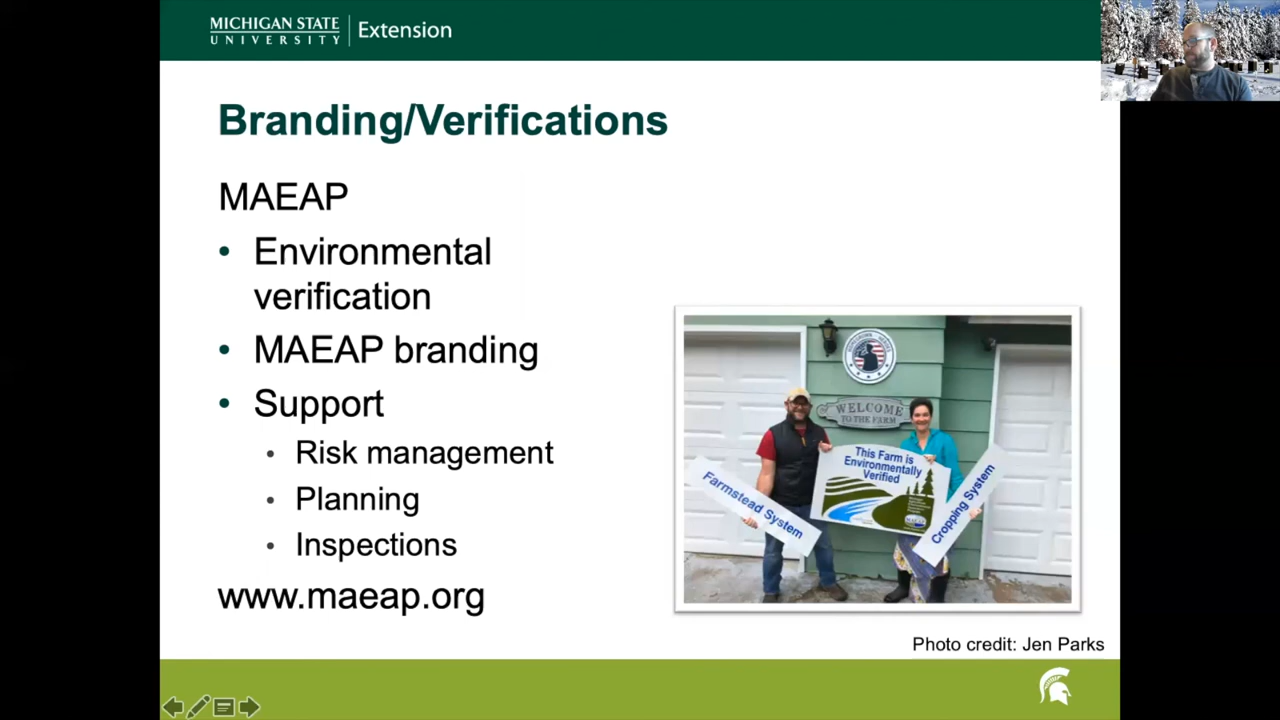 MICHIGAN STATE
UNIVERSITY
Extension
Branding/Verifications
MAEAP
• Environmental
verification
• MAEAP branding
• Support
• Risk management
• Planning
• Inspections
www.maeap.org
WELCOME
TO THE FARM
This Farm is
Environmentally
Verified
Farmstead System
Cropping System
Photo credit: Jen Parks